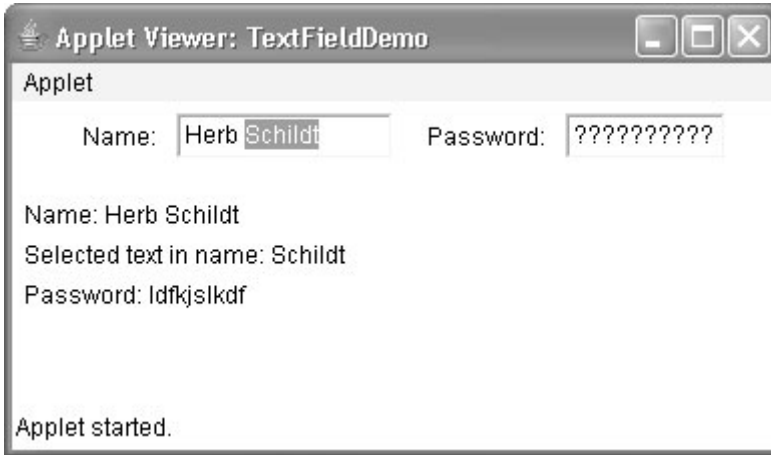 Applet Viewer: TextFieldDemo
Applet
Name: Herb Schildt Password: ??????????
Name: Herb Schildt
Selected text in name: Schildt
Password: ldfkjslkdf
Applet started.